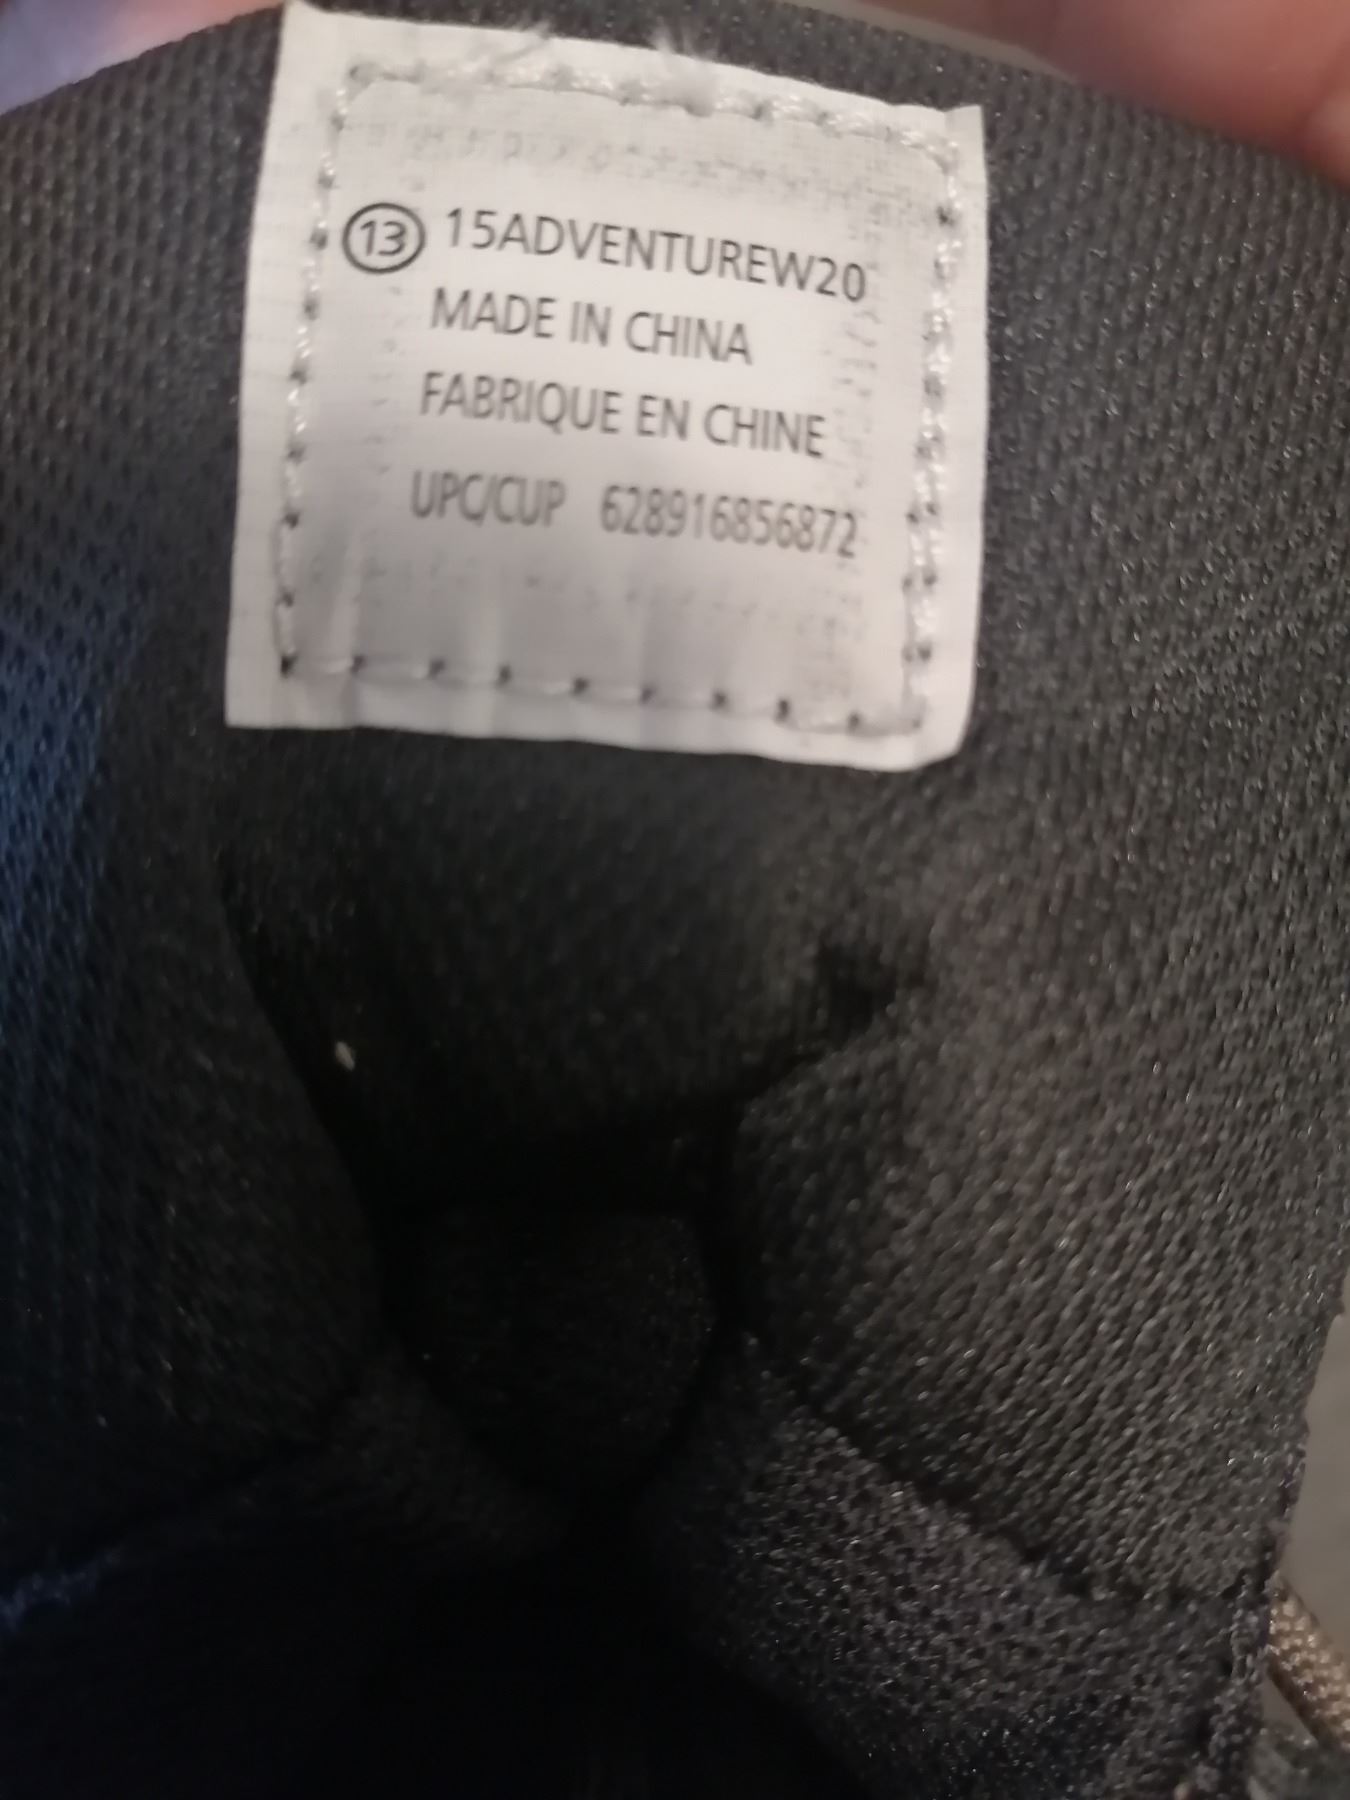 13 15ADVENTUREW20
MADE IN CHINA
FABRIQUE EN CHINE
UPC/CUP 628916856872